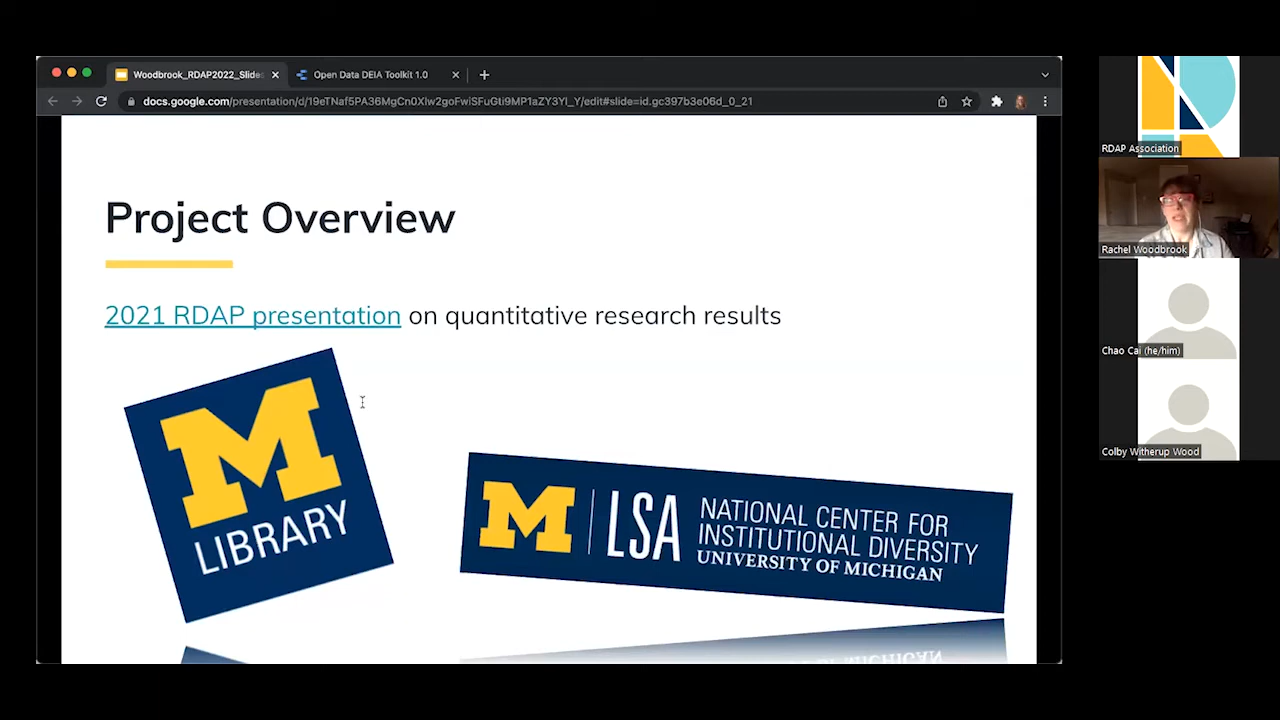 Woodbrook_RDAP2022_Slides
Open Data DEIA Toolkit 1.0
docs.google.com/presentation/d/19eTNaf5PA36MgCn0Xlw2goFwiSFuGti9MP1aZY3Yl_Y/edit#slide=id.gc397b3e06d_0_21
Project Overview
2021 RDAP presentation on quantitative research results
M
LIBRARY
M LSA NATIONAL CENTER FOR
INSTITUTIONAL DIVERSITY
UNIVERSITY OF MICHIGAN
RDAP Association
Rachel Woodbrook
Chao Cai (he/him)
Colby Witherup Wood